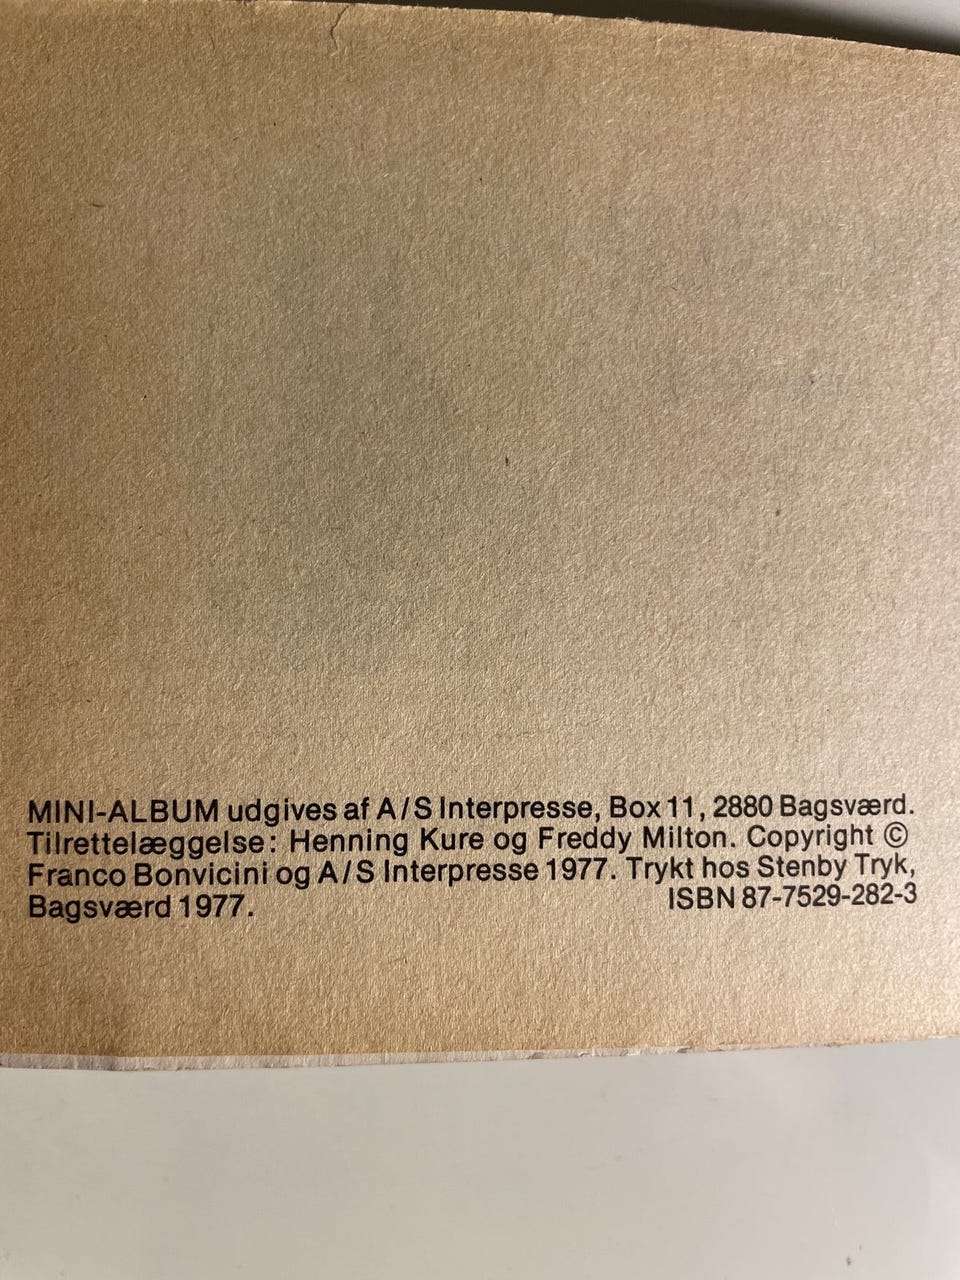 MINI-ALBUM udgives af A/S Interpresse, Box 11, 2880 Bagsværd.
Tilrettelæggelse: Henning Kure og Freddy Milton. Copyright ©
Franco Bonvicini og A/S Interpresse 1977. Trykt hos Stenby Tryk,
Bagsværd 1977. ISBN 87-7529-282-3